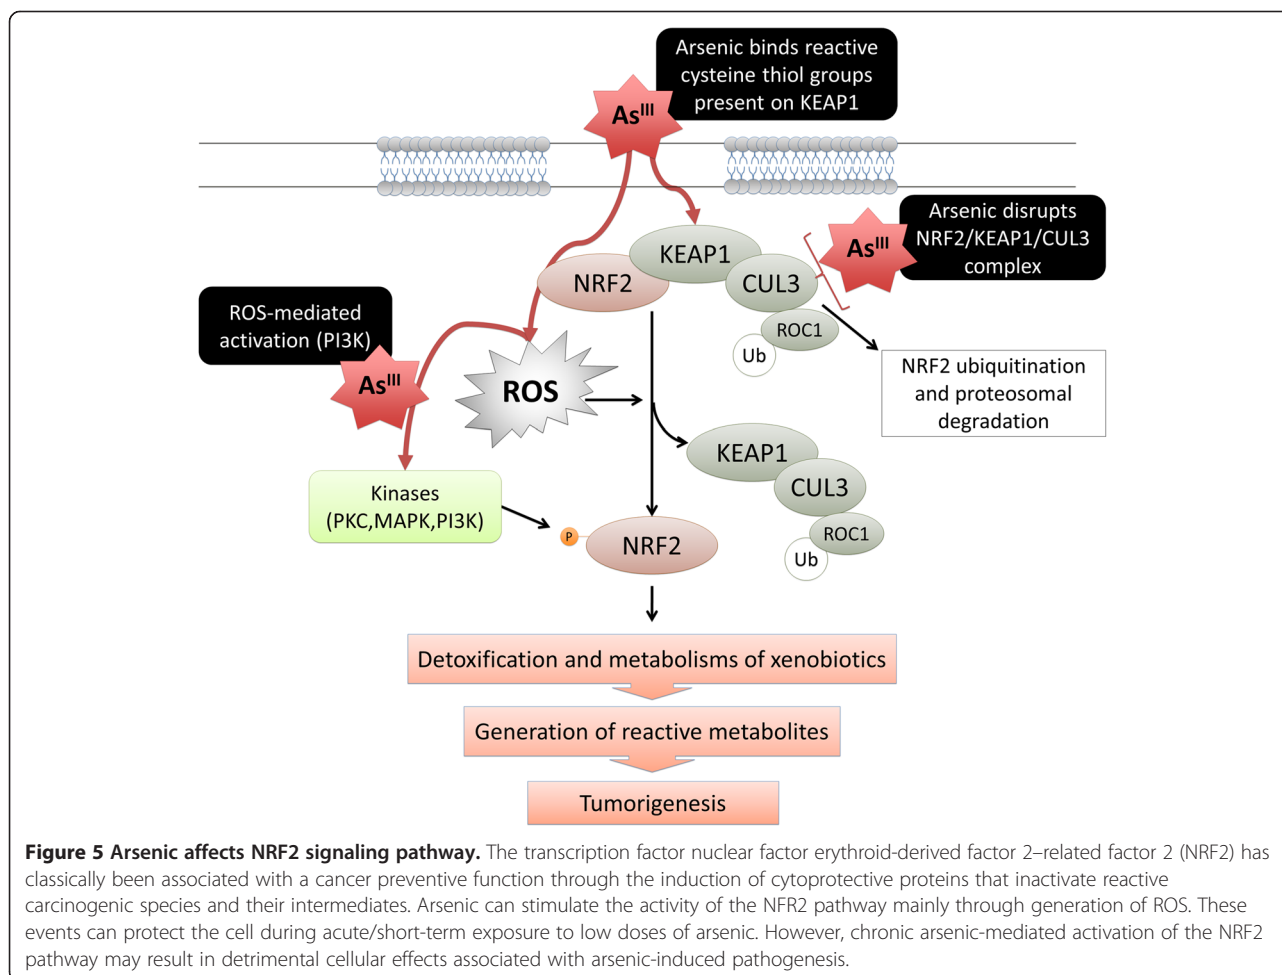 Arsenic binds reactive
cysteine thiol groups
present on KEAP1
As^III
Arsenic disrupts
NRF2/KEAP1/CUL3
complex
As^III
KEAP1
NRF2
CUL3
ROC1
Ub
ROS-mediated
activation (PI3K)
As^III
ROS
NRF2 ubiquitination
and proteosomal
degradation
KEAP1
CUL3
ROC1
Ub
Kinases
(PKC,MAPK,PI3K)
P
NRF2
Detoxification and metabolisms of xenobiotics
Generation of reactive metabolites
Tumorigenesis
Figure 5 Arsenic affects NRF2 signaling pathway. The transcription factor nuclear factor erythroid-derived factor 2–related factor 2 (NRF2) has
classically been associated with a cancer preventive function through the induction of cytoprotective proteins that inactivate reactive
carcinogenic species and their intermediates. Arsenic can stimulate the activity of the NFR2 pathway mainly through generation of ROS. These
events can protect the cell during acute/short-term exposure to low doses of arsenic. However, chronic arsenic-mediated activation of the NRF2
pathway may result in detrimental cellular effects associated with arsenic-induced pathogenesis.